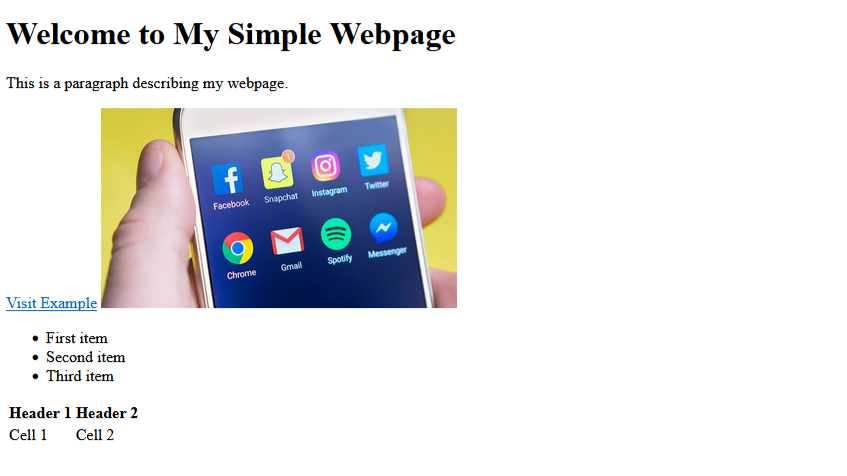 Welcome to My Simple Webpage
This is a paragraph describing my webpage.
1
Facebook Snapchat Instagram Twitter
Chrome Gmail Spotify Messenger
Visit Example
First item
Second item
Third item
Header 1 Header 2
Cell 1 Cell 2